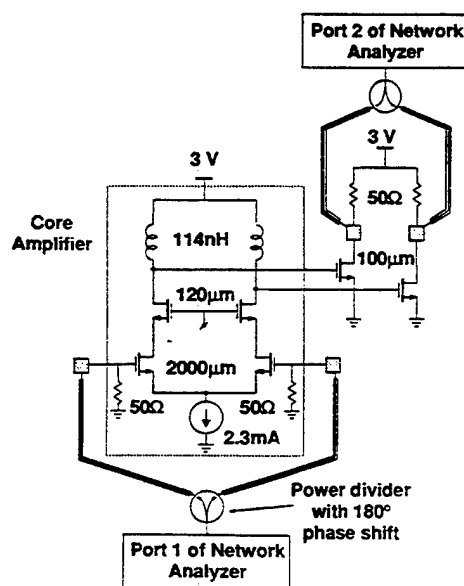 Port 2 of Network
Analyzer
3 V
3 V
50Ω
Core
Amplifier
114nH
100μm
120μm
2000μm
50Ω
50Ω
2.3mA
Power divider
with 180°
phase shift
Port 1 of Network
Analyzer